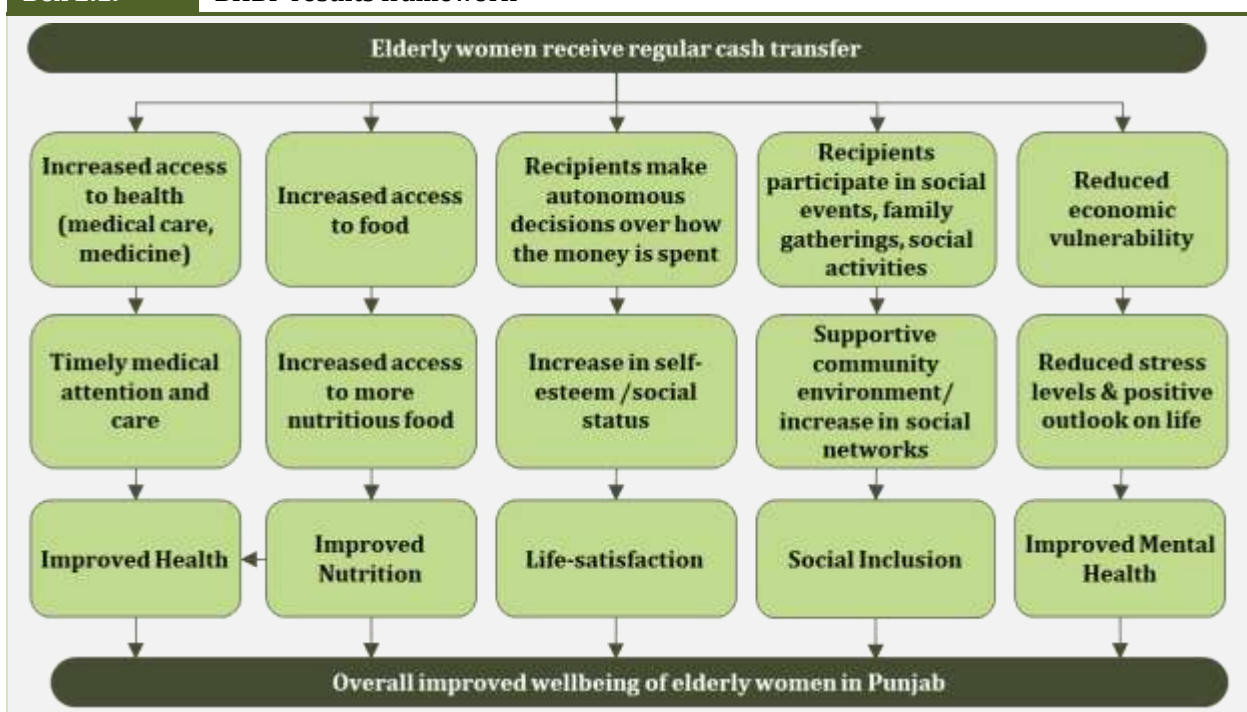 Elderly women receive regular cash transfer
Increased access
to health
(medical care,
medicine)
Increased access
to food
Recipients make
autonomous
decisions over how
the money is spent
Recipients
participate in social
events, family
gatherings, social
activities
Reduced
economic
vulnerability
Timely medical
attention and
care
Increased access
to more
nutritious food
Increase in self-
esteem /social
status
Supportive
community
environment/
increase in social
networks
Reduced stress
levels & positive
outlook on life
Improved Health
Improved
Nutrition
Life-satisfaction
Social Inclusion
Improved Mental
Health
Overall improved wellbeing of elderly women in Punjab